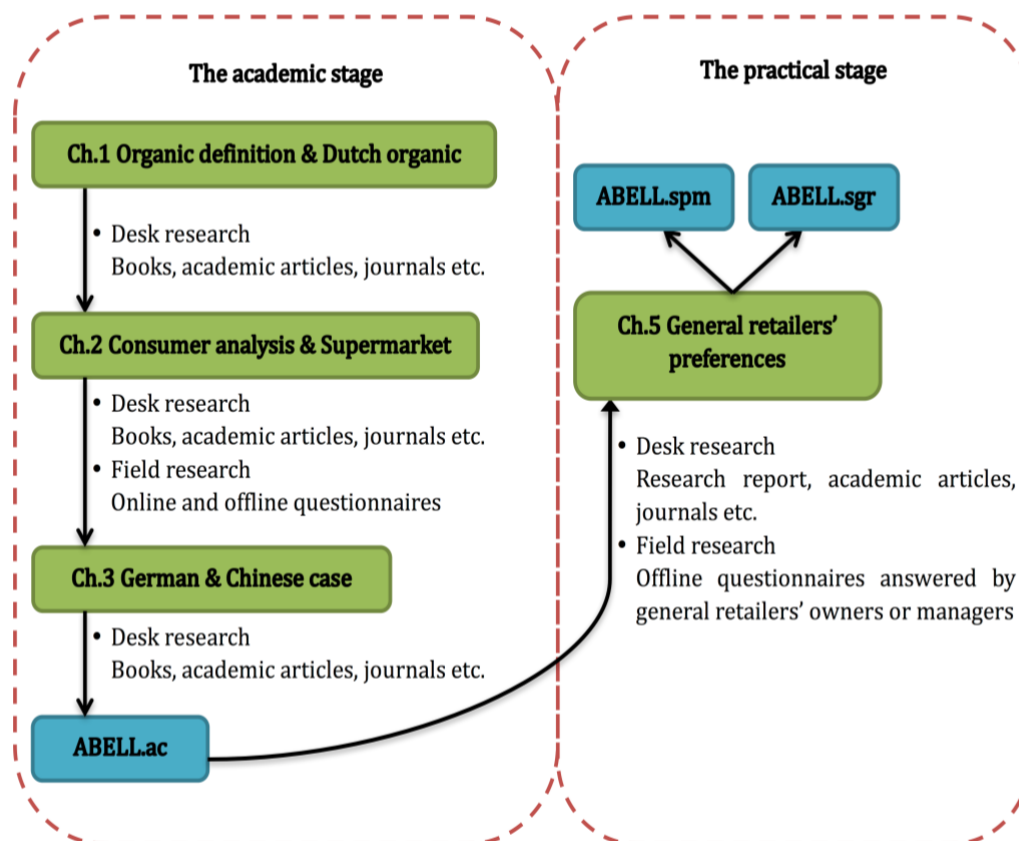 The academic stage
Ch.1 Organic definition & Dutch organic
• Desk research
Books, academic articles, journals etc.
Ch.2 Consumer analysis & Supermarket
• Desk research
Books, academic articles, journals etc.
• Field research
Online and offline questionnaires
Ch.3 German & Chinese case
• Desk research
Books, academic articles, journals etc.
ABELL.ac
The practical stage
ABELL.spm
ABELL.sgr
Ch.5 General retailers’
preferences
• Desk research
Research report, academic articles,
journals etc.
• Field research
Offline questionnaires answered by
general retailers’ owners or managers